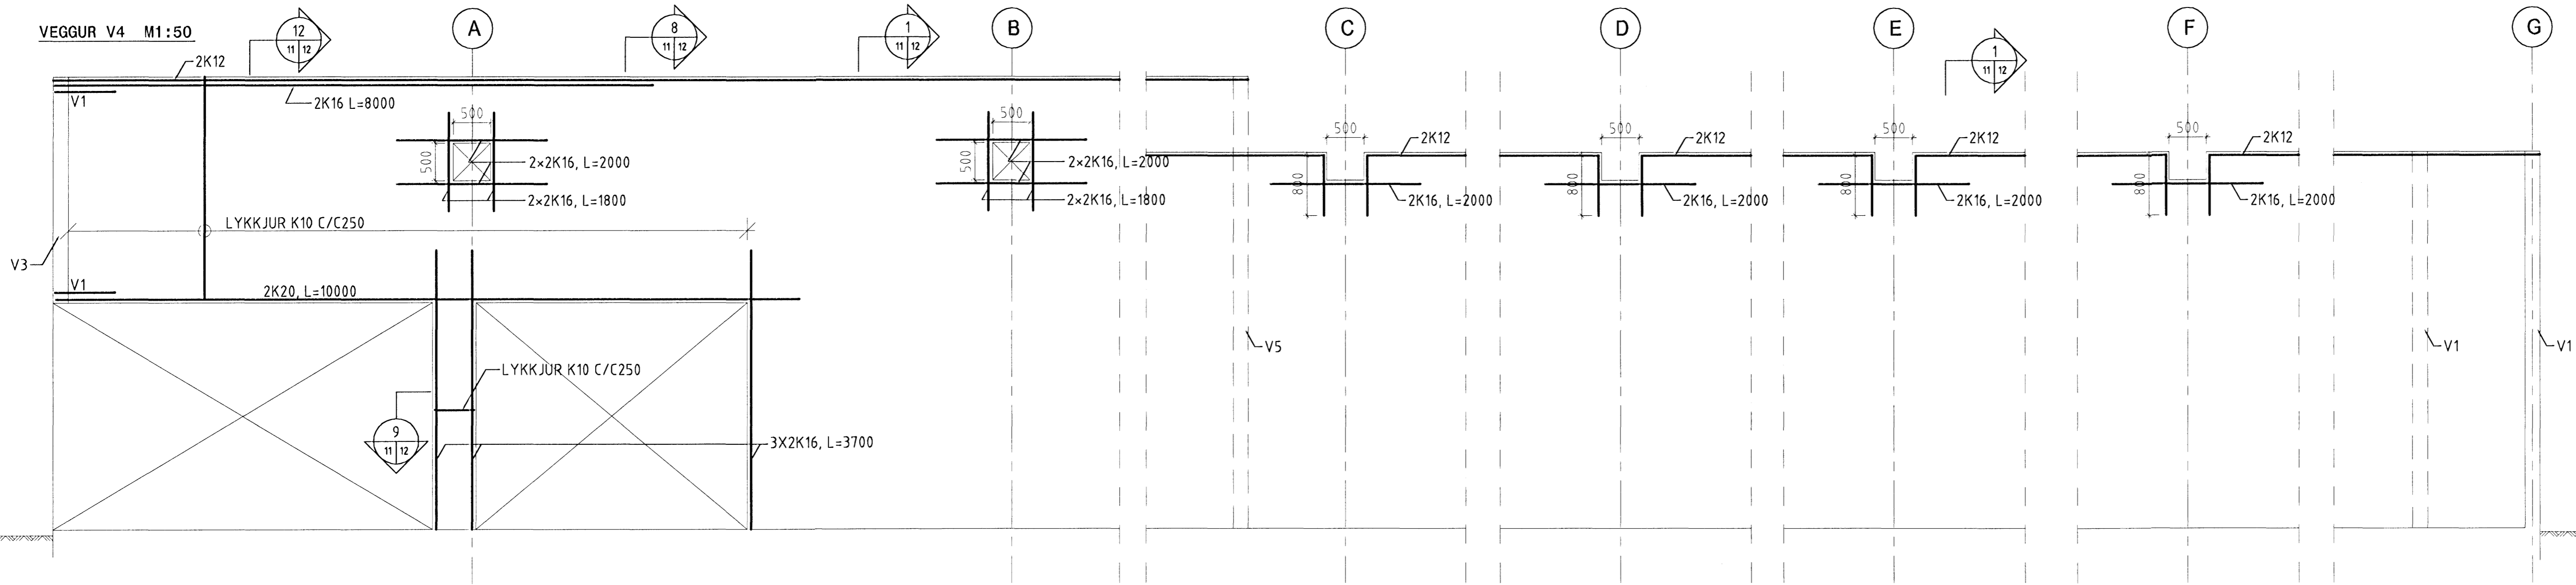 VEGGUR V4 M1:50
12
11 12
A
8
11 12
1
11 12
B
C
D
E
1
11 12
F
G
2K12
V1
2K16 L=8000
500
500
2×2K16, L=2000
2×2K16, L=1800
500
500
2×2K16, L=2000
2×2K16, L=1800
500
2K12
800
2K16, L=2000
500
2K12
800
2K16, L=2000
500
2K12
800
2K16, L=2000
500
2K12
800
2K16, L=2000
LYKKJUR K10 C/C250
V3
V1
2K20, L=10000
V5
V1
V1
LYKKJUR K10 C/C250
9
11 12
3X2K16, L=3700